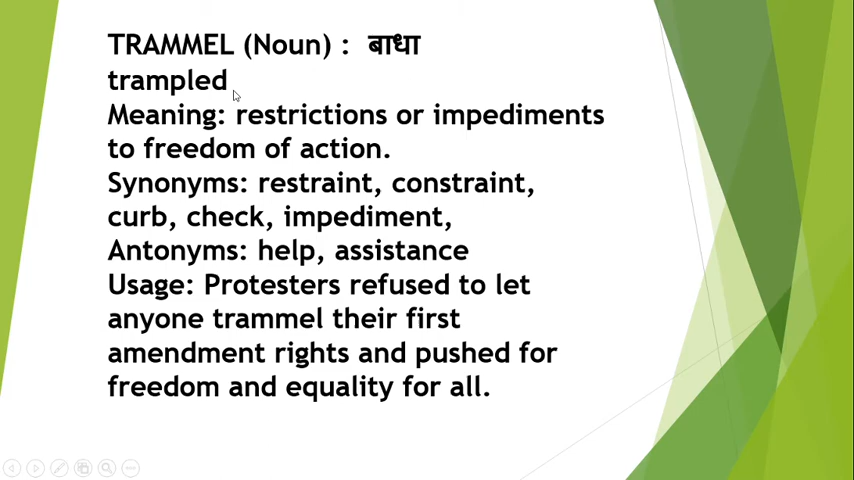 TRAMMEL (Noun) : बाधा
trampled
Meaning: restrictions or impediments
to freedom of action.
Synonyms: restraint, constraint,
curb, check, impediment,
Antonyms: help, assistance
Usage: Protesters refused to let
anyone trammel their first
amendment rights and pushed for
freedom and equality for all.